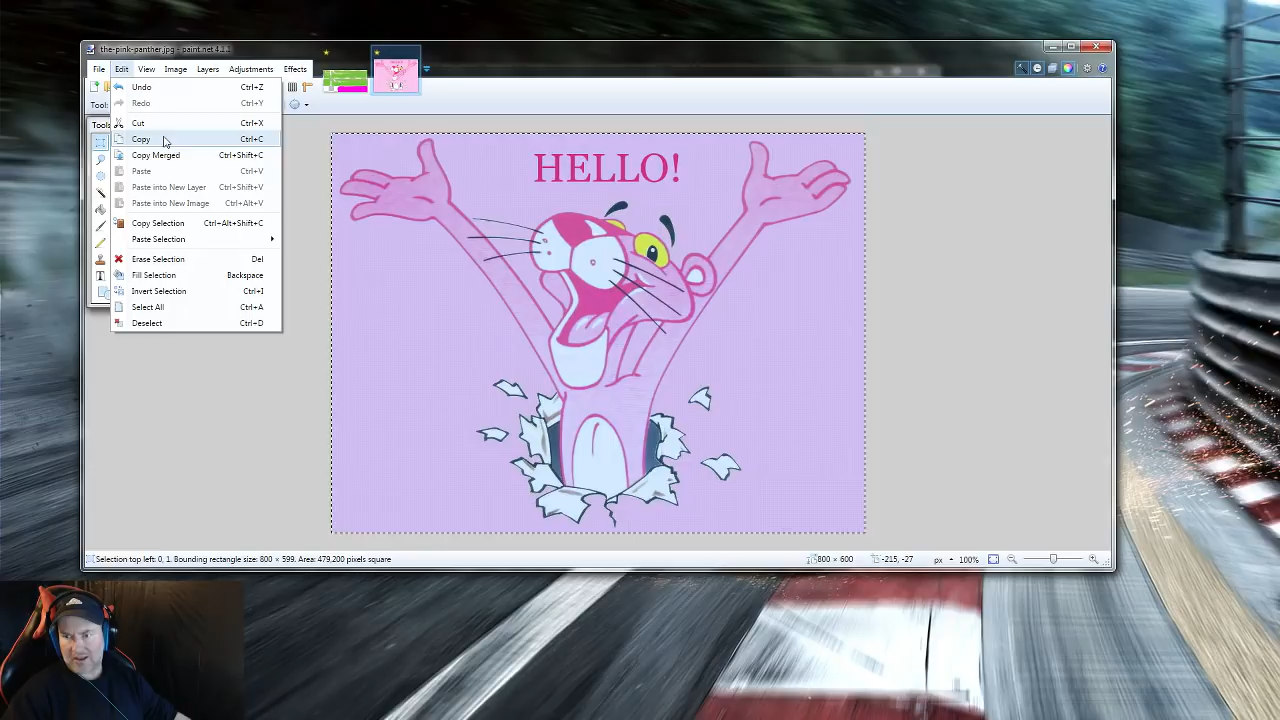 the-pink-panther.jpg - paint.net 4.1.1
File Edit View Image Layers Adjustments Effects
Tool:
Tools
Undo Ctrl+Z
Redo Ctrl+Y
Cut Ctrl+X
Copy Ctrl+C
Copy Merged Ctrl+Shift+C
Paste Ctrl+V
Paste into New Layer Ctrl+Shift+V
Paste into New Image Ctrl+Alt+V
Copy Selection Ctrl+Alt+Shift+C
Paste Selection
Erase Selection Del
Fill Selection Backspace
Invert Selection Ctrl+I
Select All Ctrl+A
Deselect Ctrl+D
HELLO!
Selection top left: 0, 1. Bounding rectangle size: 800 × 599. Area: 479,200 pixels square
800 × 600
-215, -27
px
100%